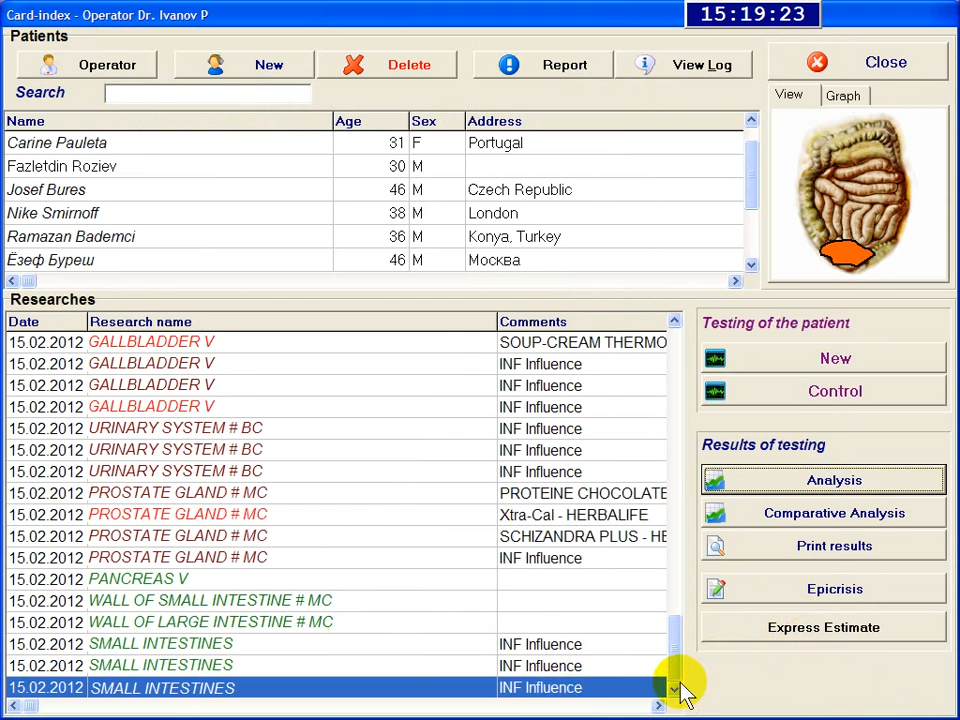 Card-index - Operator Dr. Ivanov P
15:19:23
Patients
Operator New Delete Report View Log Close
Search
View Graph
Name Age Sex Address
Carine Pauleta 31 F Portugal
Fazletdin Roziev 30 M
Josef Bures 46 M Czech Republic
Nike Smirnoff 38 M London
Ramazan Bademci 36 M Konya, Turkey
Ёзеф Буреш 46 M Москва
Researches
Date Research name Comments
15.02.2012 GALLBLADDER V SOUP-CREAM THERMO
15.02.2012 GALLBLADDER V INF Influence
15.02.2012 GALLBLADDER V INF Influence
15.02.2012 GALLBLADDER V INF Influence
15.02.2012 URINARY SYSTEM # BC INF Influence
15.02.2012 URINARY SYSTEM # BC INF Influence
15.02.2012 URINARY SYSTEM # BC INF Influence
15.02.2012 PROSTATE GLAND # MC PROTEINE CHOCOLATE
15.02.2012 PROSTATE GLAND # MC Xtra-Cal - HERBALIFE
15.02.2012 PROSTATE GLAND # MC SCHIZANDRA PLUS - HE
15.02.2012 PROSTATE GLAND # MC INF Influence
15.02.2012 PANCREAS V
15.02.2012 WALL OF SMALL INTESTINE # MC
15.02.2012 WALL OF LARGE INTESTINE # MC
15.02.2012 SMALL INTESTINES INF Influence
15.02.2012 SMALL INTESTINES INF Influence
15.02.2012 SMALL INTESTINES INF Influence
Testing of the patient
New
Control
Results of testing
Analysis
Comparative Analysis
Print results
Epicrisis
Express Estimate